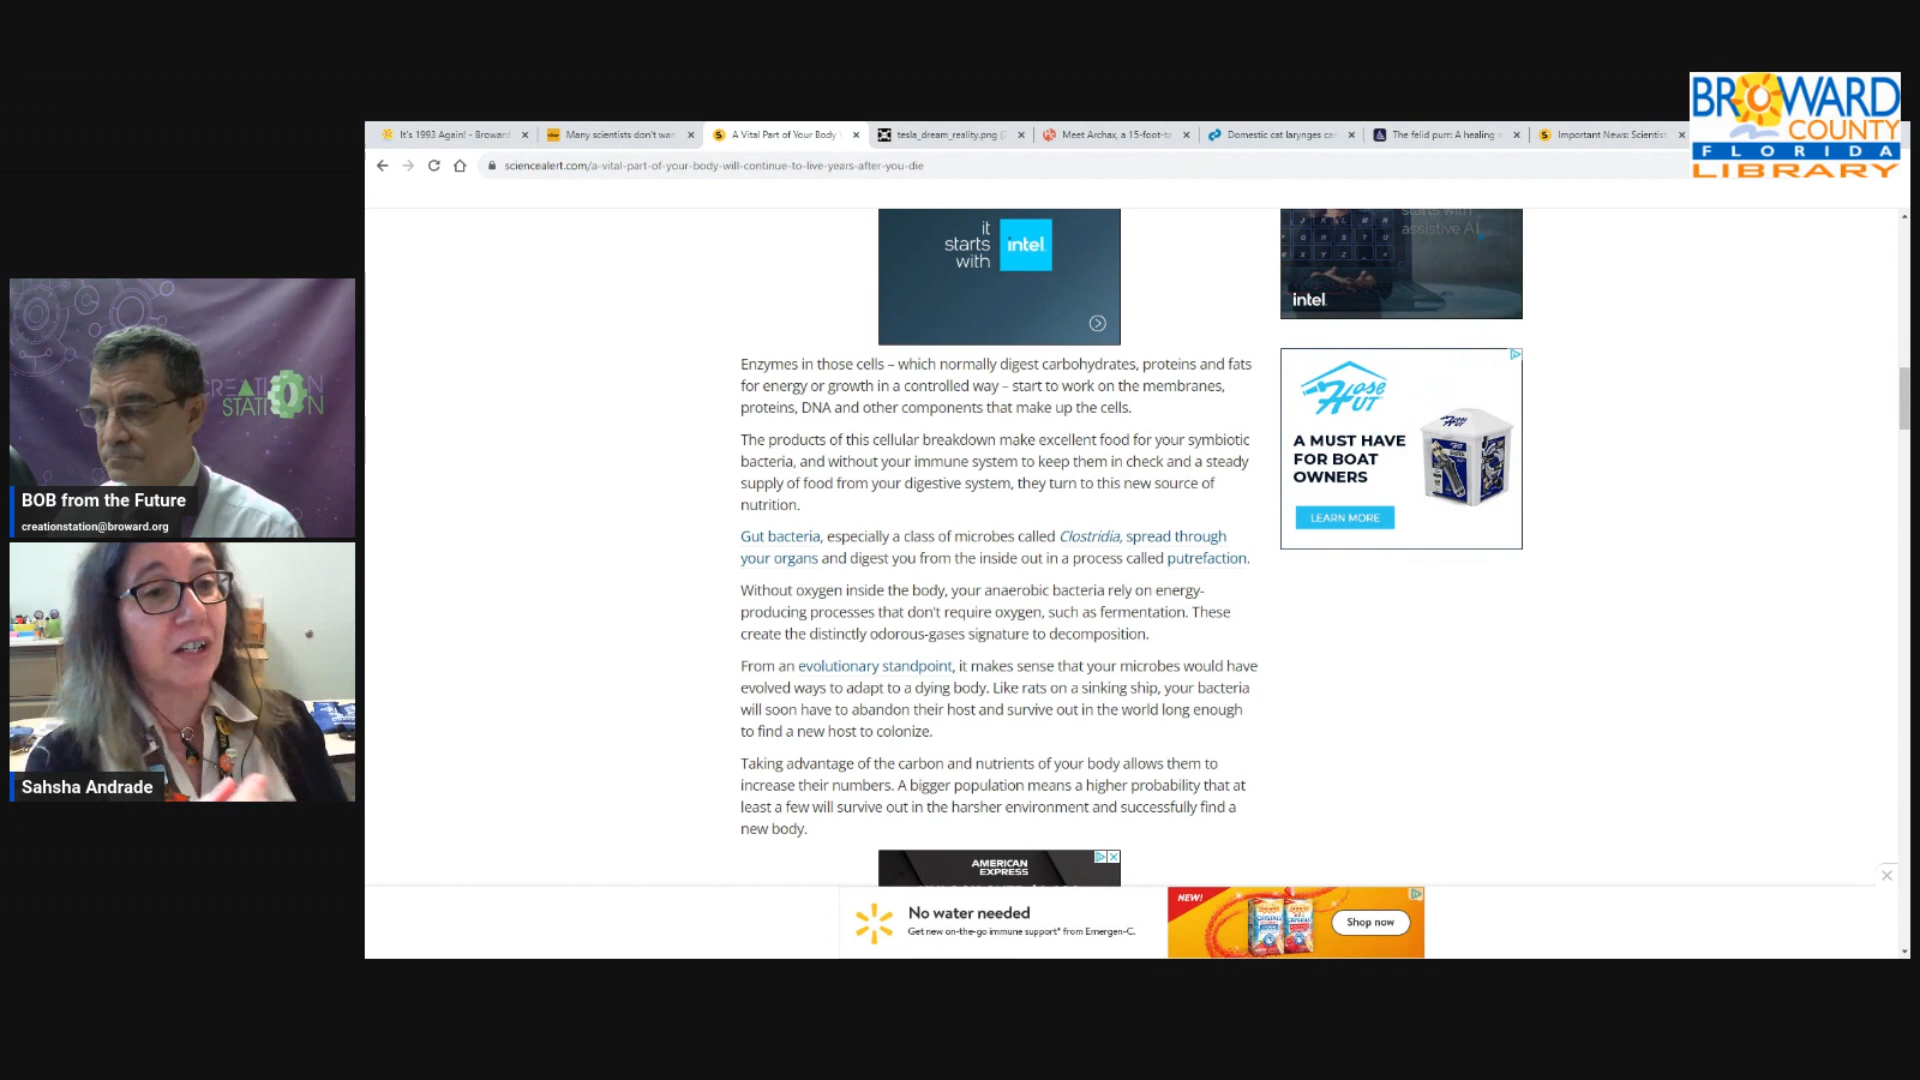 BROWARD
COUNTY
FLORIDA
LIBRARY
It's 1993 Again! - Broward
Many scientists don't wan
A Vital Part of Your Body
tesla_dream_reality.png
Meet Archax, a 15-foot-ta
Domestic cat larynges ca
The felid purr: A healing
Important News: Scientist
sciencealert.com/a-vital-part-of-your-body-will-continue-to-live-years-after-you-die
it
starts
with
intel
starts with
assistive AI
intel
Enzymes in those cells – which normally digest carbohydrates, proteins and fats
for energy or growth in a controlled way – start to work on the membranes,
proteins, DNA and other components that make up the cells.
The products of this cellular breakdown make excellent food for your symbiotic
bacteria, and without your immune system to keep them in check and a steady
supply of food from your digestive system, they turn to this new source of
nutrition.
Gut bacteria, especially a class of microbes called Clostridia, spread through
your organs and digest you from the inside out in a process called putrefaction.
Without oxygen inside the body, your anaerobic bacteria rely on energy-
producing processes that don't require oxygen, such as fermentation. These
create the distinctly odorous-gases signature to decomposition.
From an evolutionary standpoint, it makes sense that your microbes would have
evolved ways to adapt to a dying body. Like rats on a sinking ship, your bacteria
will soon have to abandon their host and survive out in the world long enough
to find a new host to colonize.
Taking advantage of the carbon and nutrients of your body allows them to
increase their numbers. A bigger population means a higher probability that at
least a few will survive out in the harsher environment and successfully find a
new body.
Hose
HUT
A MUST HAVE
FOR BOAT
OWNERS
LEARN MORE
AMERICAN
EXPRESS
No water needed
Get new on-the-go immune support* from Emergen-C.
NEW!
CRYSTALS
Shop now
CREATION
STATION
BOB from the Future
creationstation@broward.org
Sahsha Andrade